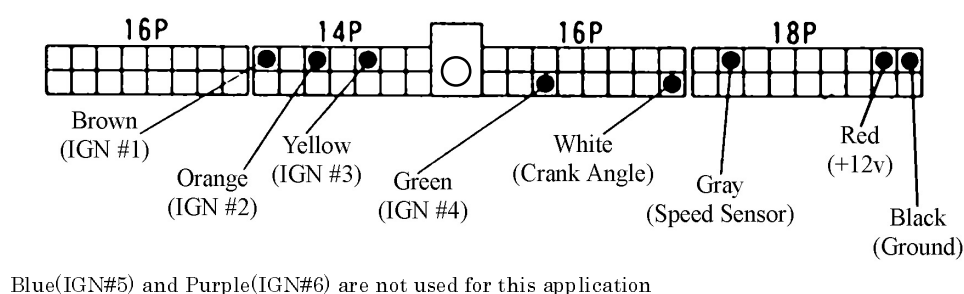 16P 14P 16P 18P
Brown
(IGN #1)
Orange
(IGN #2)
Yellow
(IGN #3)
Green
(IGN #4)
White
(Crank Angle)
Gray
(Speed Sensor)
Red
(+12v)
Black
(Ground)
Blue(IGN#5) and Purple(IGN#6) are not used for this application